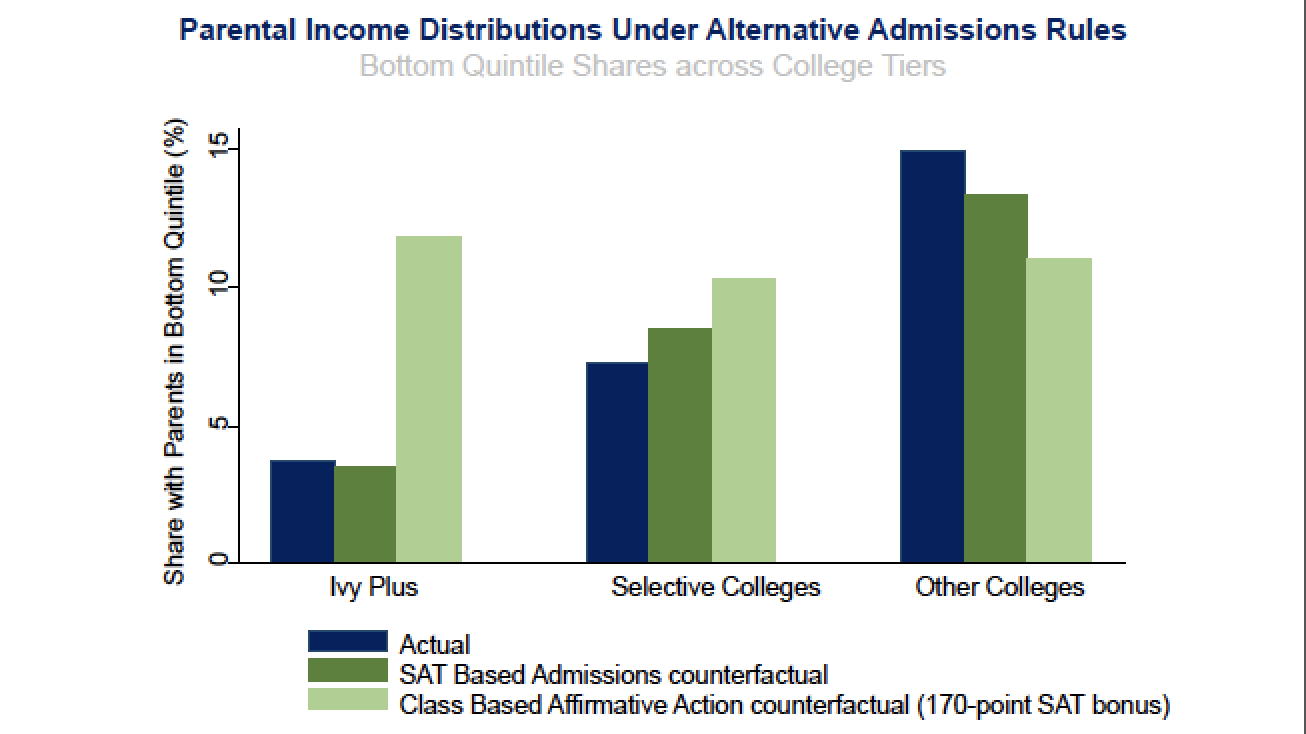 Parental Income Distributions Under Alternative Admissions Rules
Bottom Quintile Shares across College Tiers
Share with Parents in Bottom Quintile (%)
15
10
5
0
Ivy Plus
Selective Colleges
Other Colleges
Actual
SAT Based Admissions counterfactual
Class Based Affirmative Action counterfactual (170-point SAT bonus)